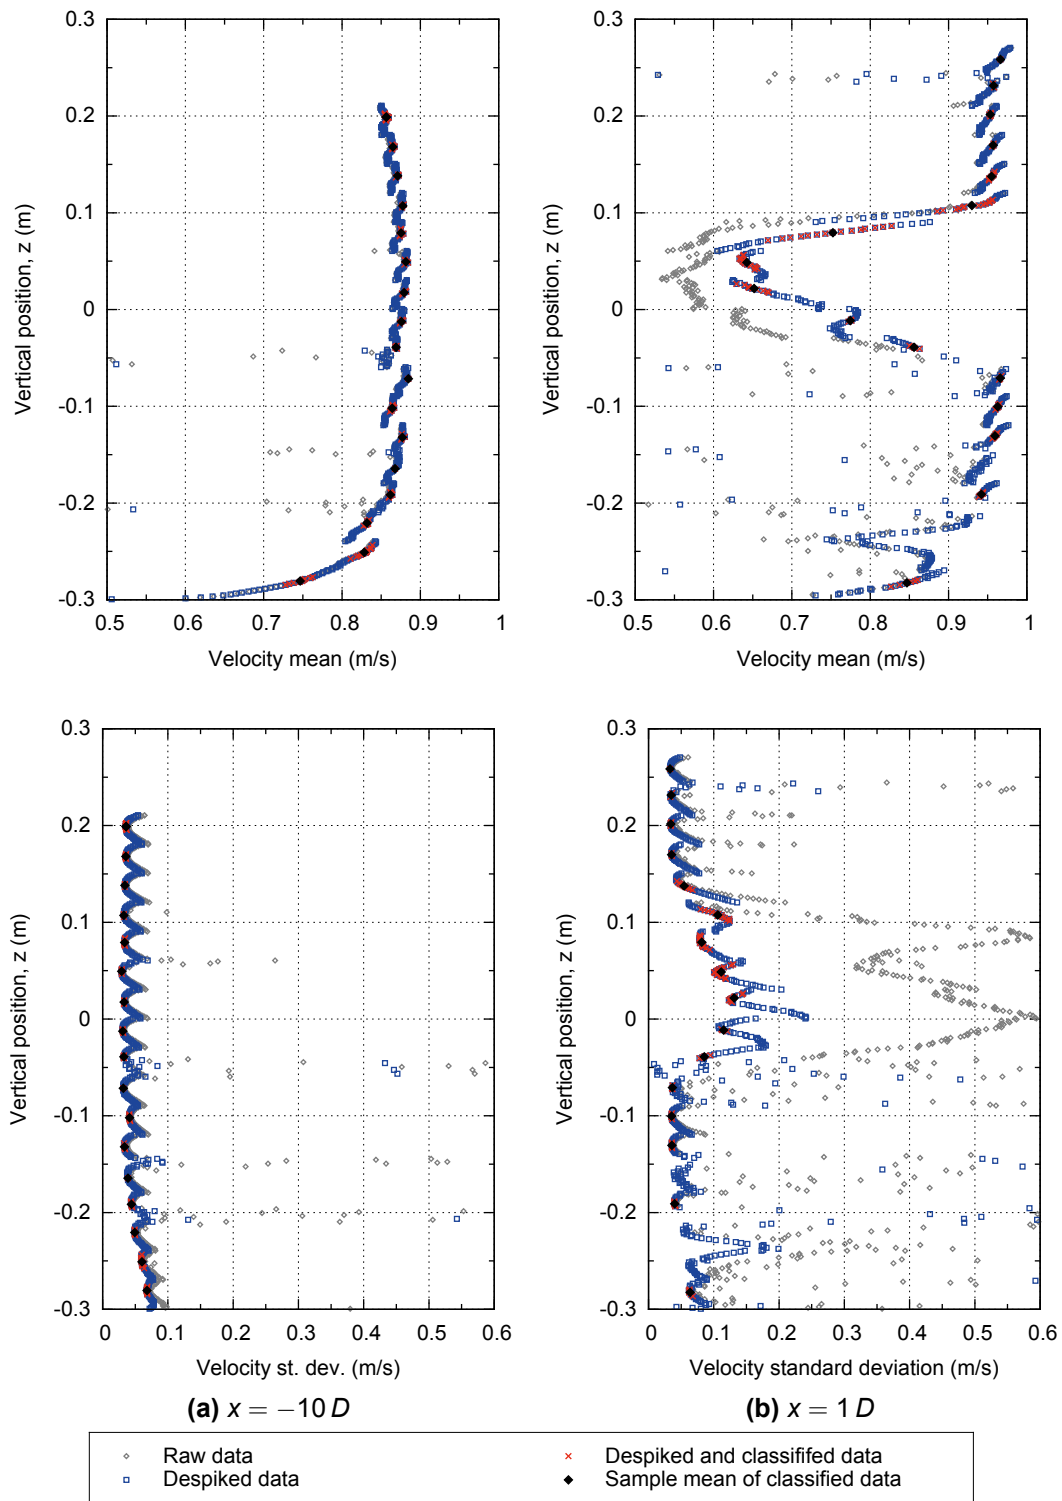 0.3
0.2
0.1
0
-0.1
-0.2
-0.3
Vertical position, z (m)
0.5 0.6 0.7 0.8 0.9 1
Velocity mean (m/s)
0.3
0.2
0.1
0
-0.1
-0.2
-0.3
Vertical position, z (m)
0.5 0.6 0.7 0.8 0.9 1
Velocity mean (m/s)
0.3
0.2
0.1
0
-0.1
-0.2
-0.3
Vertical position, z (m)
0 0.1 0.2 0.3 0.4 0.5 0.6
Velocity st. dev. (m/s)
(a) x = −10 D
0.3
0.2
0.1
0
-0.1
-0.2
-0.3
Vertical position, z (m)
0 0.1 0.2 0.3 0.4 0.5 0.6
Velocity standard deviation (m/s)
(b) x = 1 D
Raw data
Despiked data
Despiked and classififed data
Sample mean of classified data